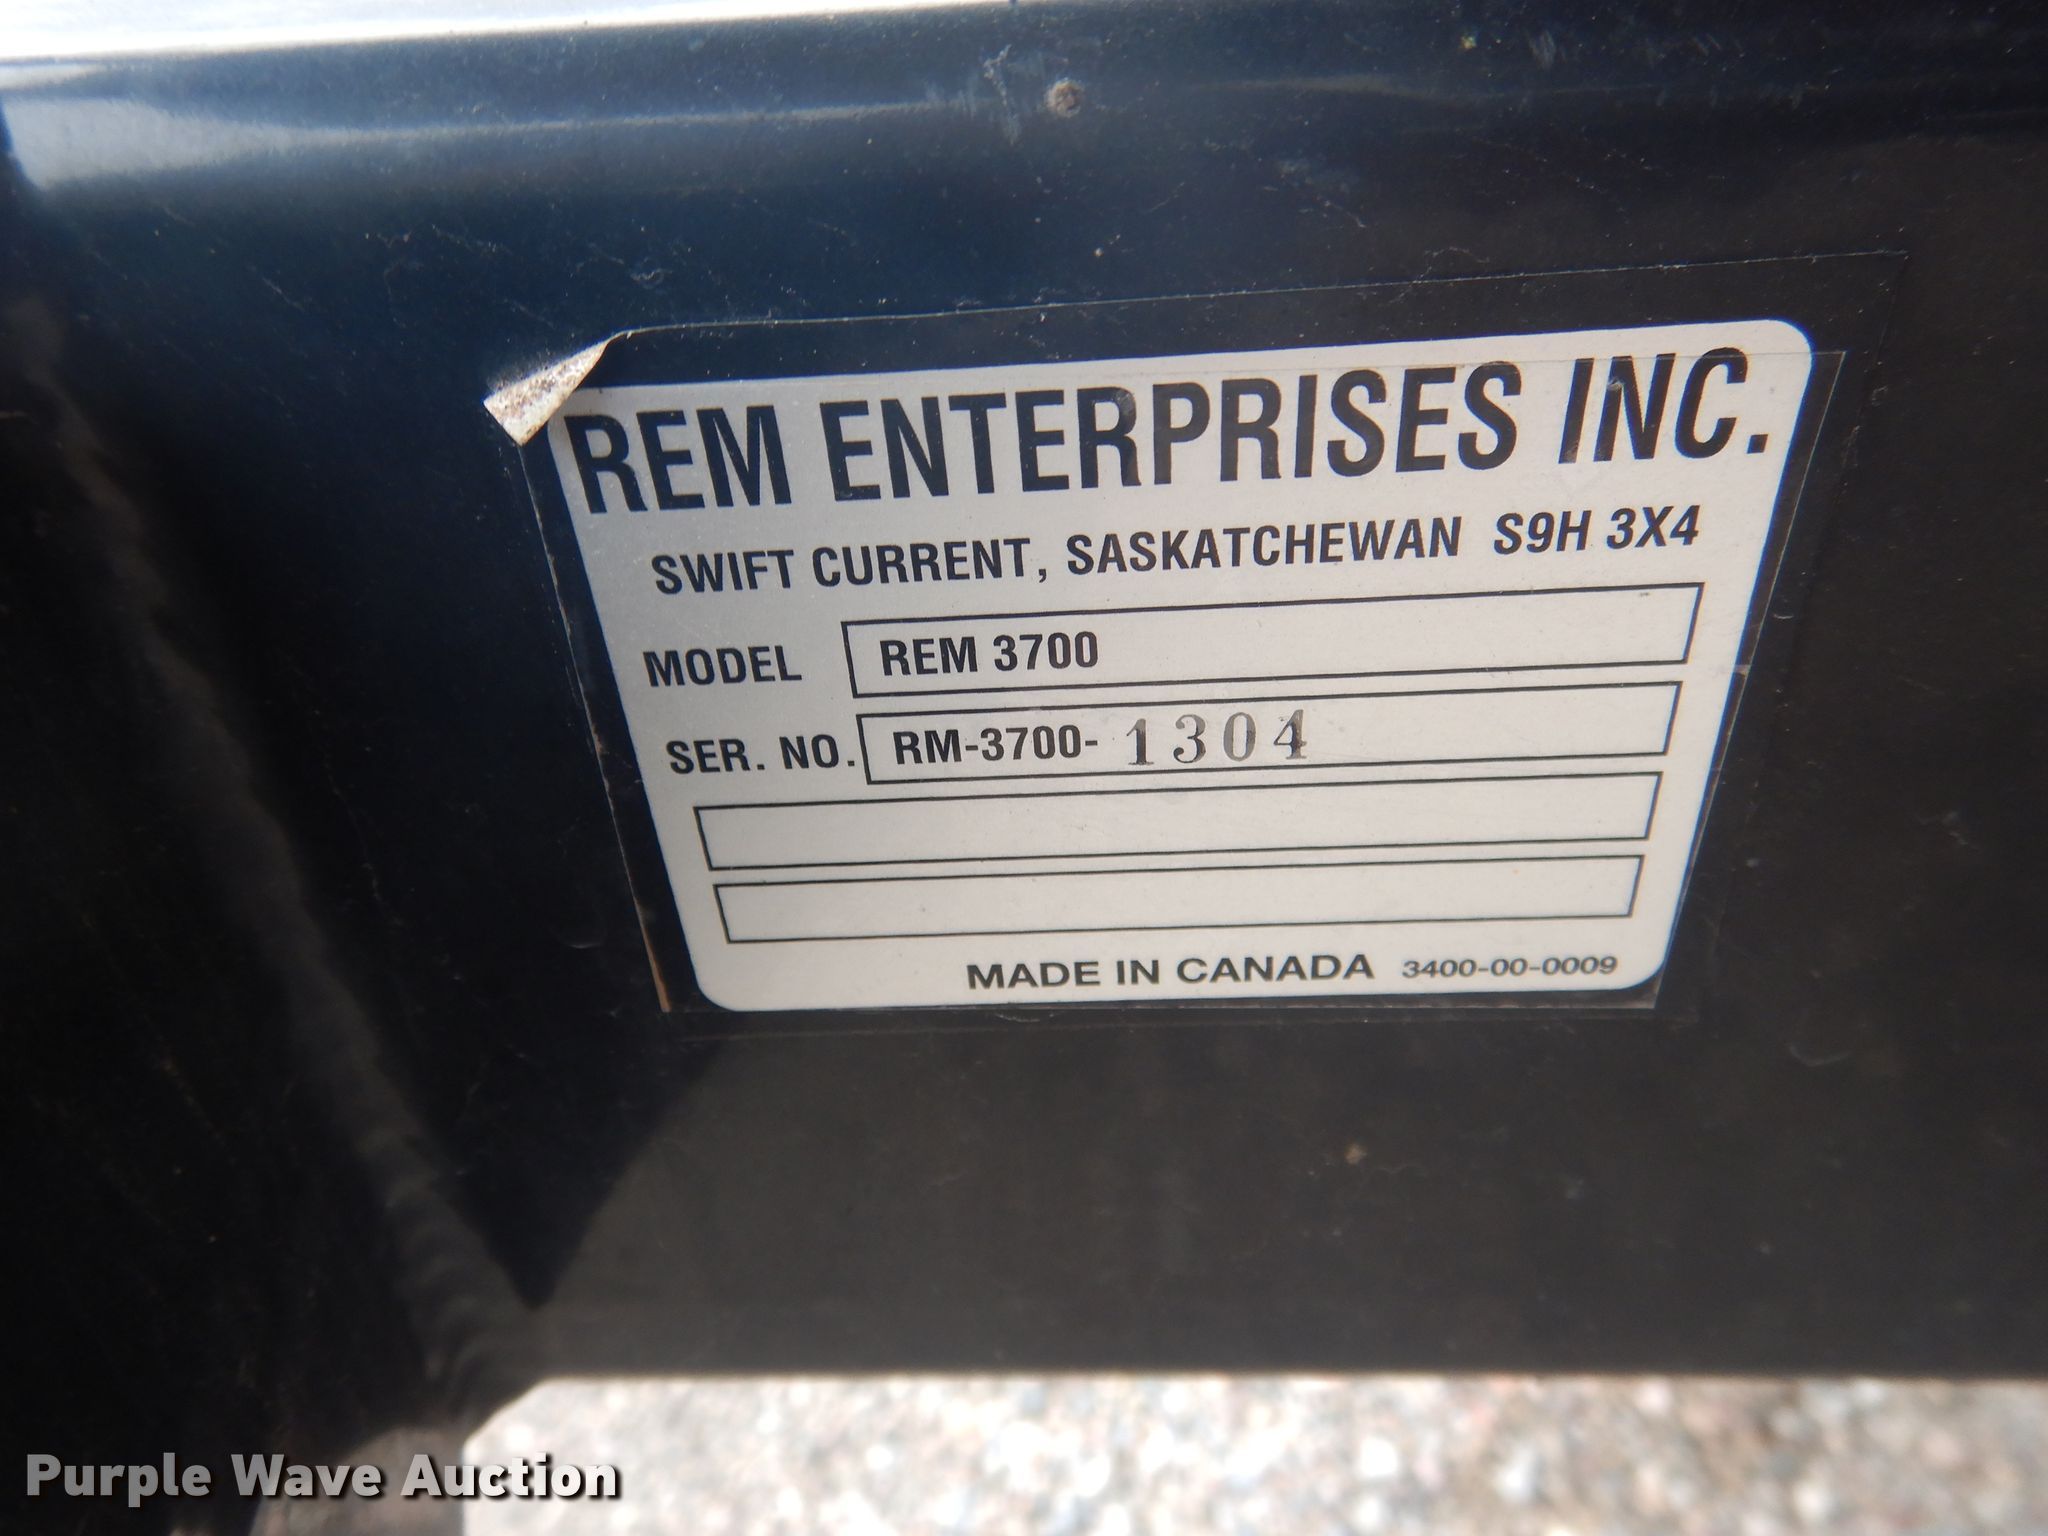 REM ENTERPRISES INC.
SWIFT CURRENT, SASKATCHEWAN S9H 3X4
MODEL REM 3700
SER. NO. RM-3700- 1304
MADE IN CANADA 3400-00-0009
Purple Wave Auction